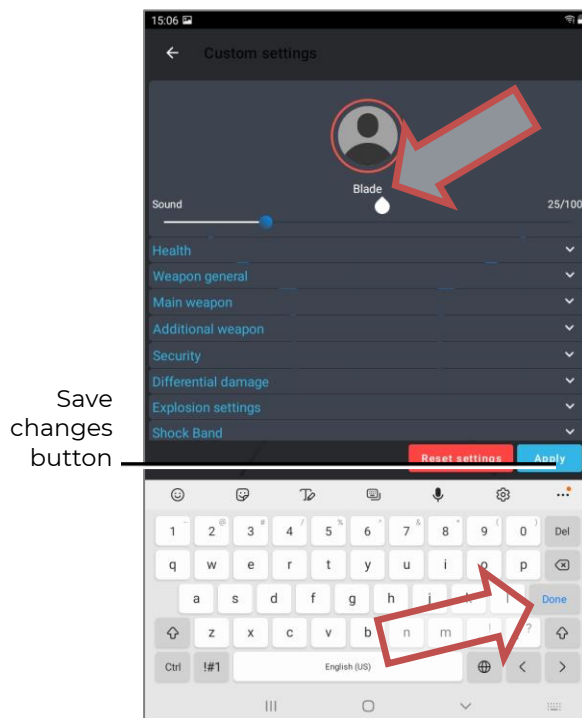 15:06
Custom settings
Blade
Sound 25/100
Health
Weapon general
Main weapon
Additional weapon
Security
Differential damage
Explosion settings
Shock Band
Save
changes
button
Reset settings Apply
1 - 2 @ 3 # 4 / 5 % 6 ^ 7 & 8 * 9 ( 0 ) Del
q w e r t y u i o p
a s d f g h j k l Done
z x c v b n m ! ?
Ctrl !#1 English (US) < >